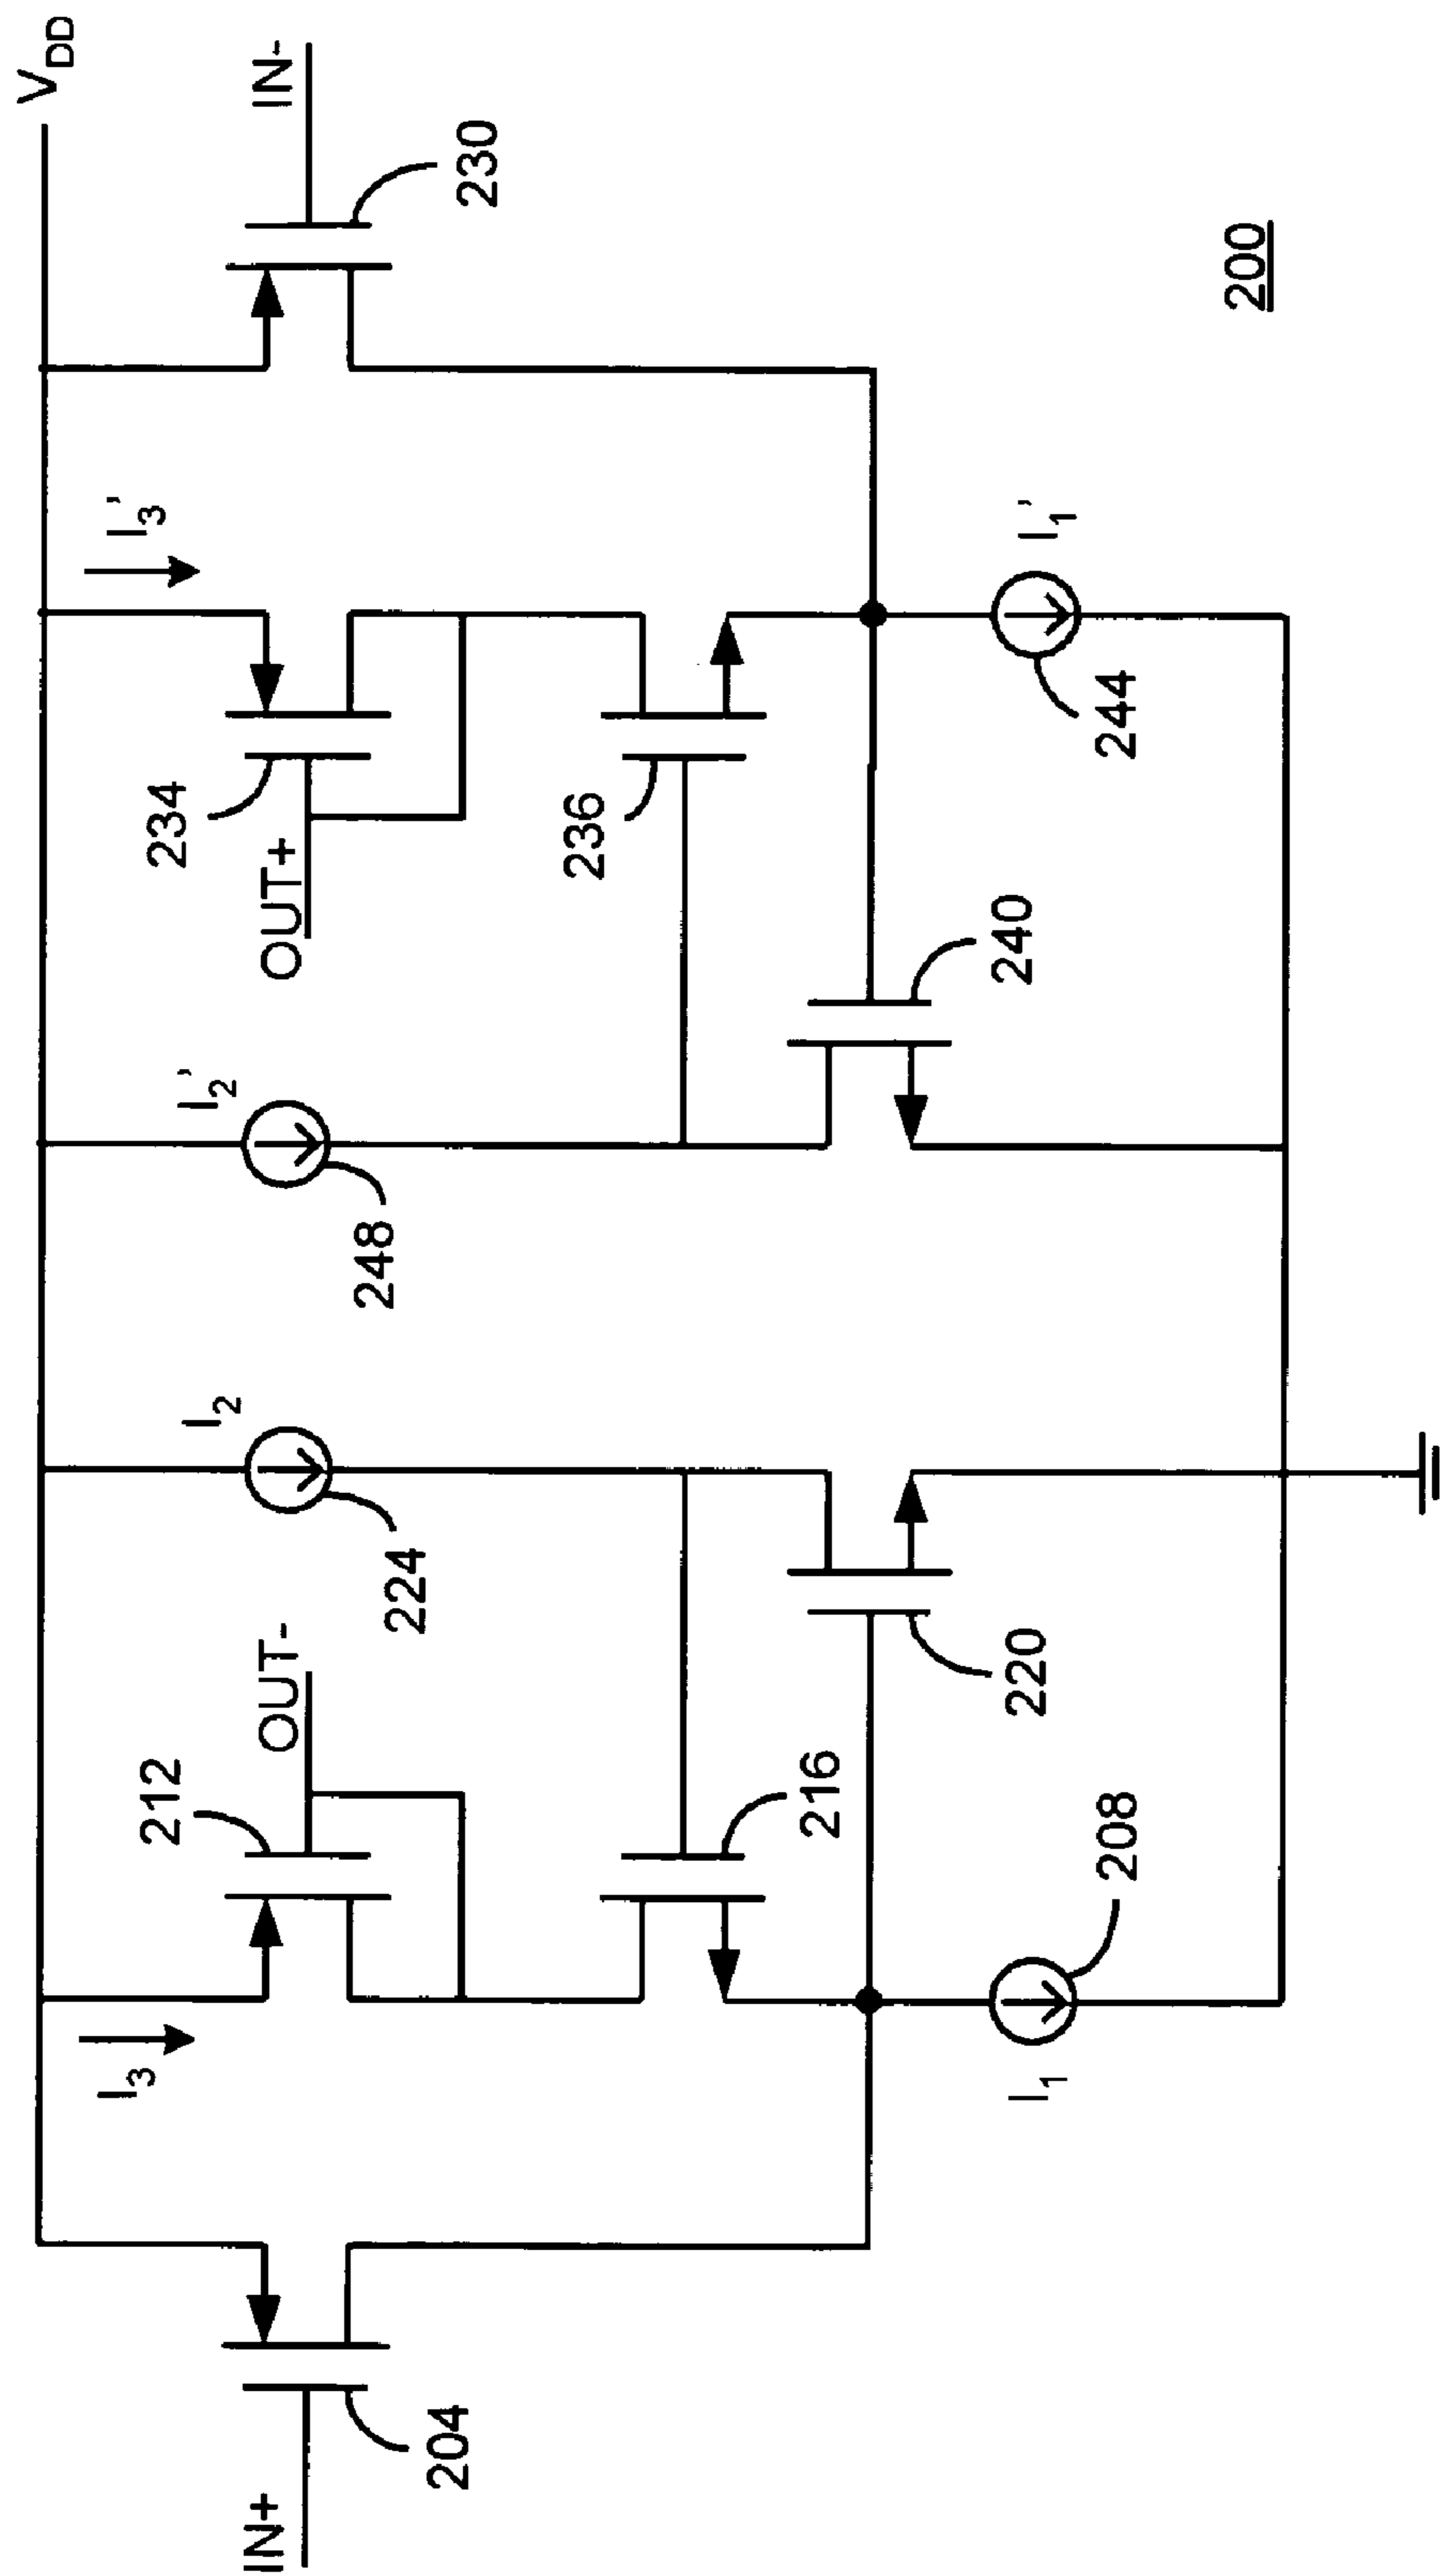 V_DD
IN+
204
I₃
212
OUT-
216
I₁
208
220
I₂
224
I₂'
248
240
OUT+
234
236
I₃'
I₁'
244
IN-
230
200